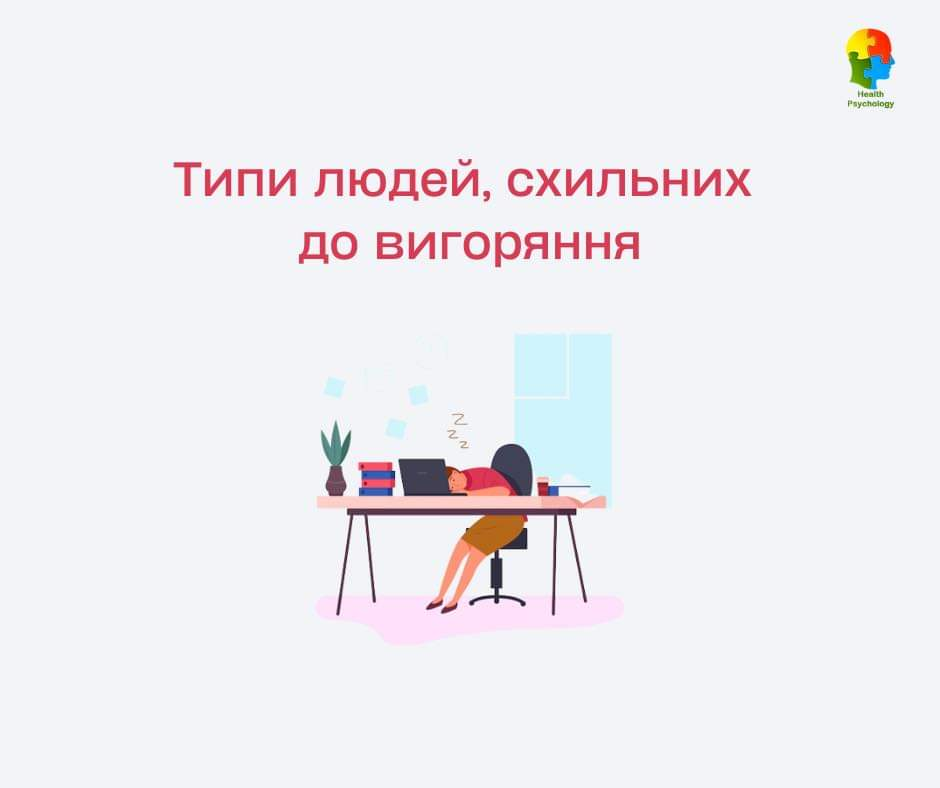 Health
Psychology
Типи людей, схильних
до вигоряння
z
z
z